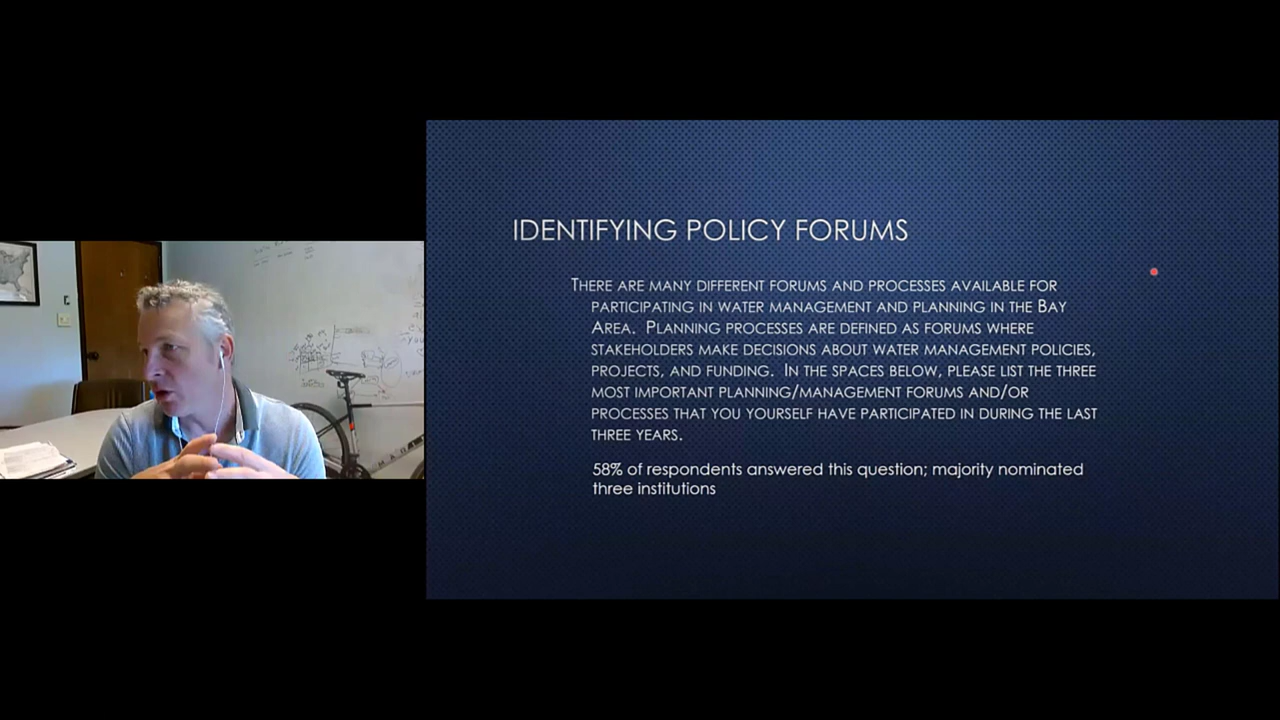 IDENTIFYING POLICY FORUMS
THERE ARE MANY DIFFERENT FORUMS AND PROCESSES AVAILABLE FOR
PARTICIPATING IN WATER MANAGEMENT AND PLANNING IN THE BAY
AREA. PLANNING PROCESSES ARE DEFINED AS FORUMS WHERE
STAKEHOLDERS MAKE DECISIONS ABOUT WATER MANAGEMENT POLICIES,
PROJECTS, AND FUNDING. IN THE SPACES BELOW, PLEASE LIST THE THREE
MOST IMPORTANT PLANNING/MANAGEMENT FORUMS AND/OR
PROCESSES THAT YOU YOURSELF HAVE PARTICIPATED IN DURING THE LAST
THREE YEARS.
58% of respondents answered this question; majority nominated
three institutions